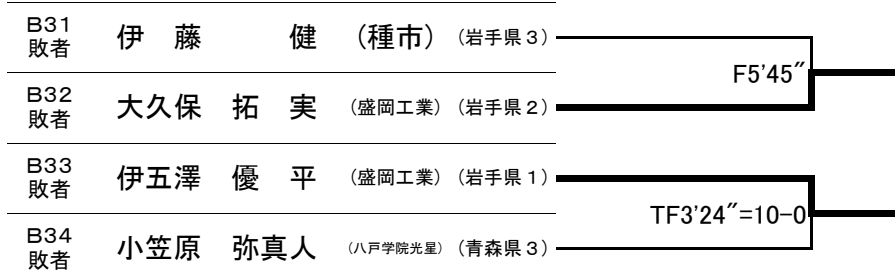 B31
敗者 伊 藤 健 (種市) (岩手県3)
F5'45"
B32
敗者 大久保 拓 実 (盛岡工業) (岩手県2)
B33
敗者 伊五澤 優 平 (盛岡工業) (岩手県1)
TF3'24"=10-0
B34
敗者 小笠原 弥真人 (八戸学院光星) (青森県3)